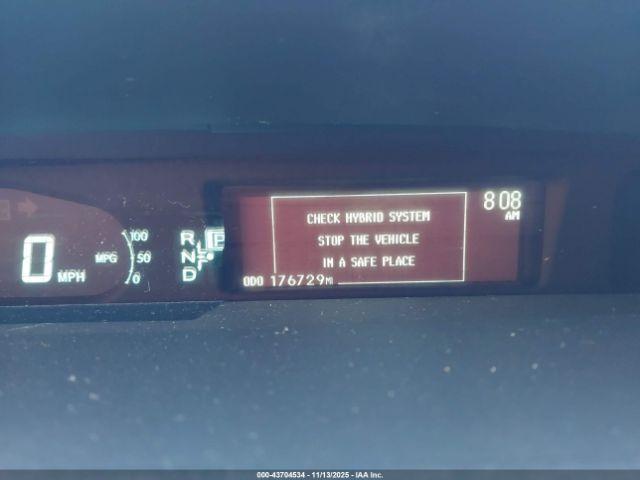 8:08
AM
CHECK HYBRID SYSTEM
STOP THE VEHICLE
IN A SAFE PLACE
ODO 176729MI
0 MPH
MPG
100
50
0
R
N
D
P
000-43704534 - 11/13/2025 - IAA Inc.